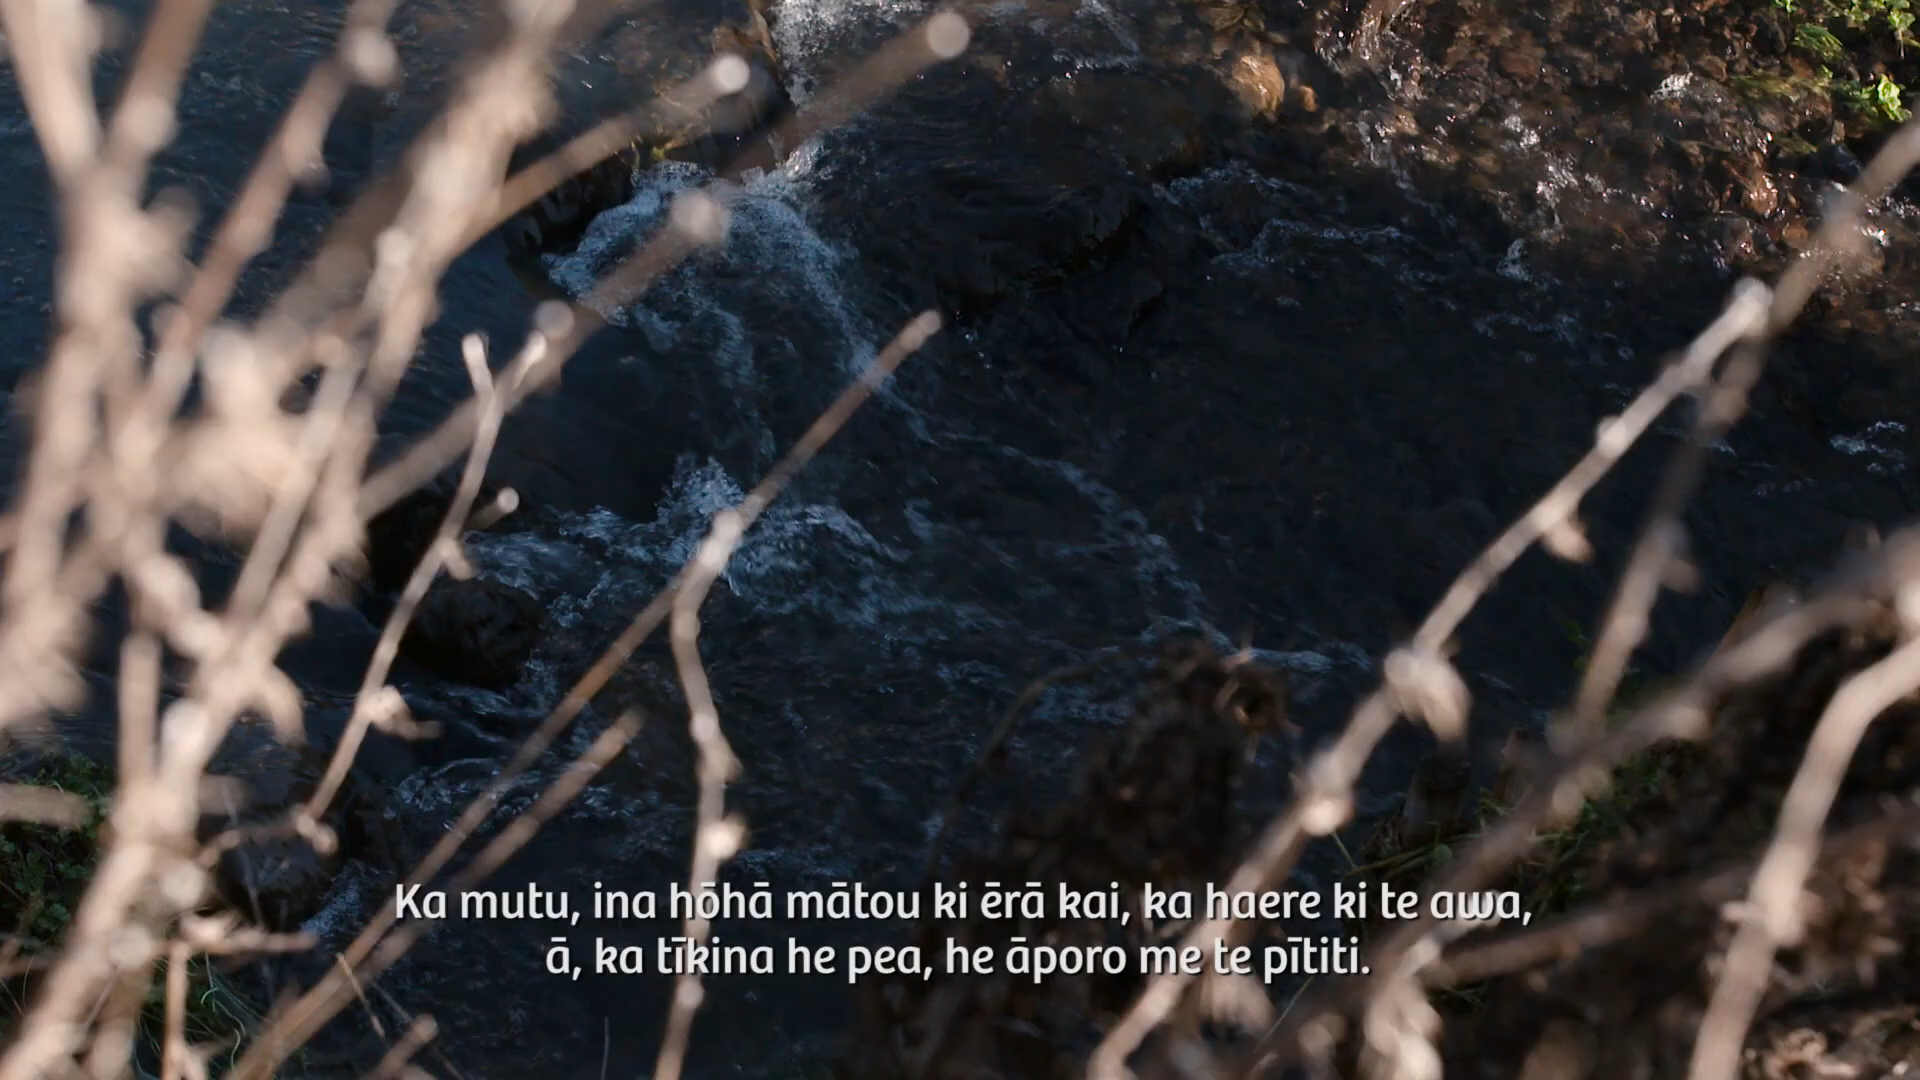 Ka mutu, ina hōhā mātou ki ērā kai, ka haere ki te awa,
ā, ka tīkina he pea, he āporo me te pītiti.